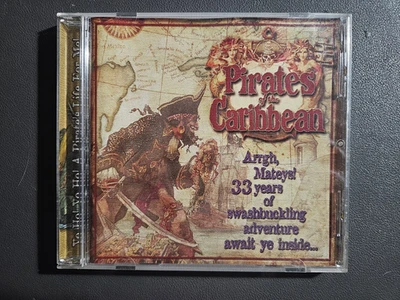 Pirates
of the
Caribbean
Arrgh,
Mateys!
33 years
of
swashbuckling
adventure
await ye inside...
Yo Ho! Yo Ho! A Pirate's Life For Me!